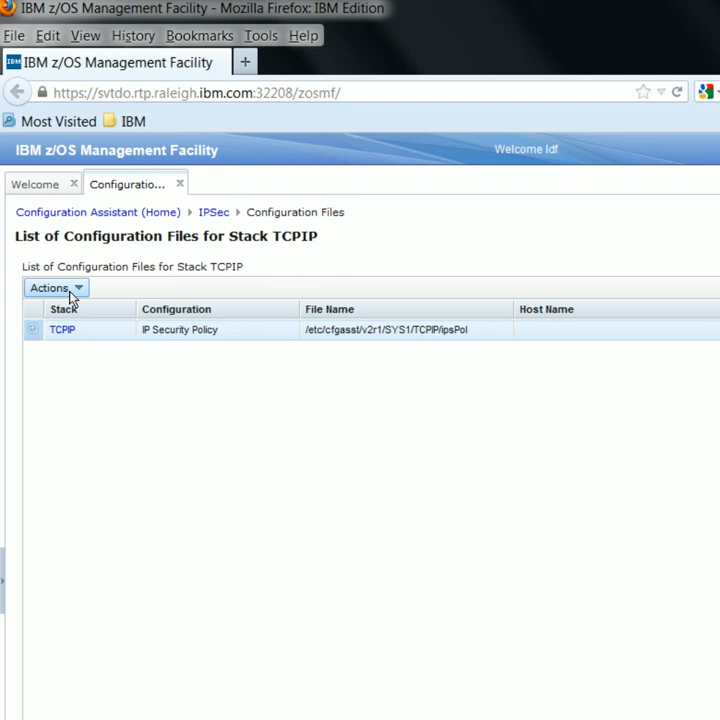 IBM z/OS Management Facility - Mozilla Firefox: IBM Edition
File Edit View History Bookmarks Tools Help
IBM IBM z/OS Management Facility +
https://svtdo.rtp.raleigh.ibm.com:32208/zosmf/
Most Visited IBM
IBM z/OS Management Facility Welcome ldf
Welcome Configuratio...
Configuration Assistant (Home) IPSec Configuration Files
List of Configuration Files for Stack TCPIP
List of Configuration Files for Stack TCPIP
Actions
Stack Configuration File Name Host Name
TCPIP IP Security Policy /etc/cfgasst/v2r1/SYS1/TCPIP/ipsPol